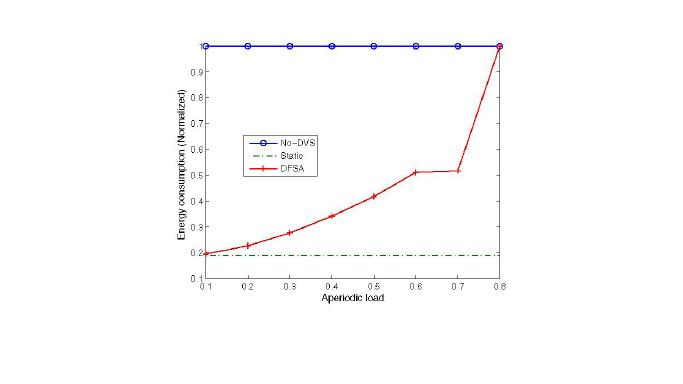 1
0.9
0.8
0.7
0.6
0.5
0.4
0.3
0.2
0.1
Energy consumption (Normalized)
No-DVS
Static
DFSA
0.1 0.2 0.3 0.4 0.5 0.6 0.7 0.8
Aperiodic load